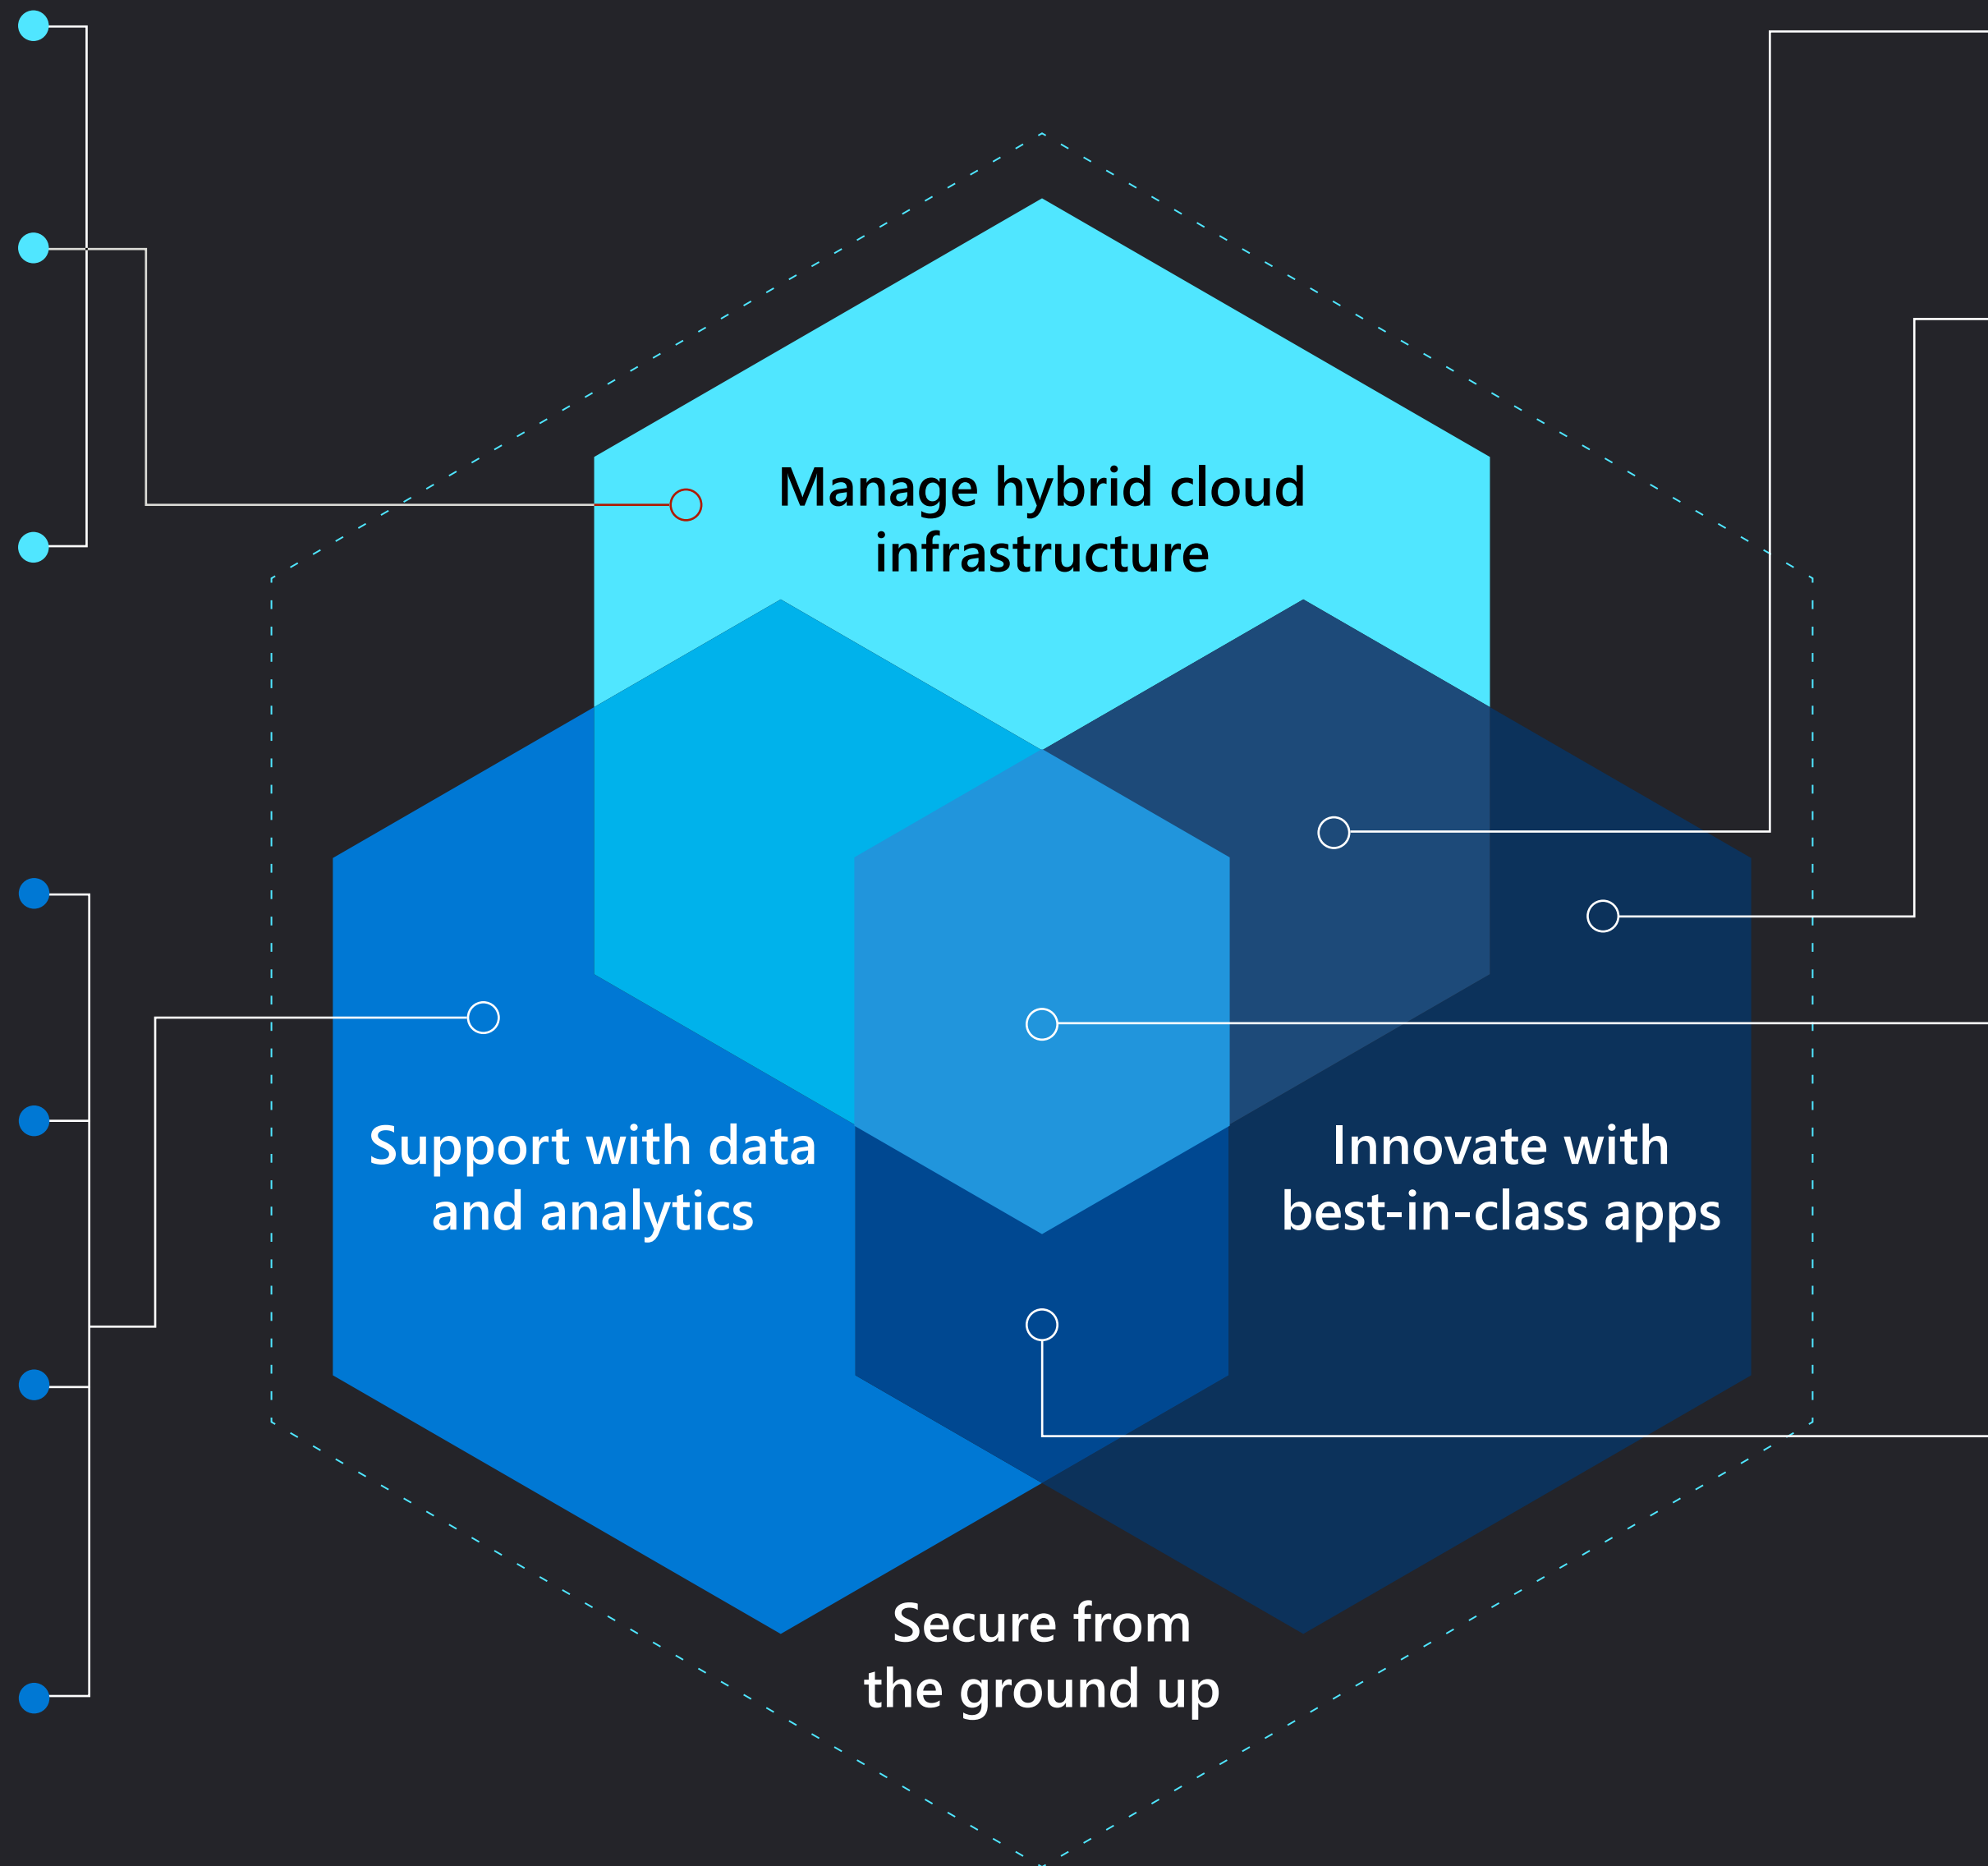 Manage hybrid cloud
infrastructure
Support with data
and analytics
Innovate with
best-in-class apps
Secure from
the ground up